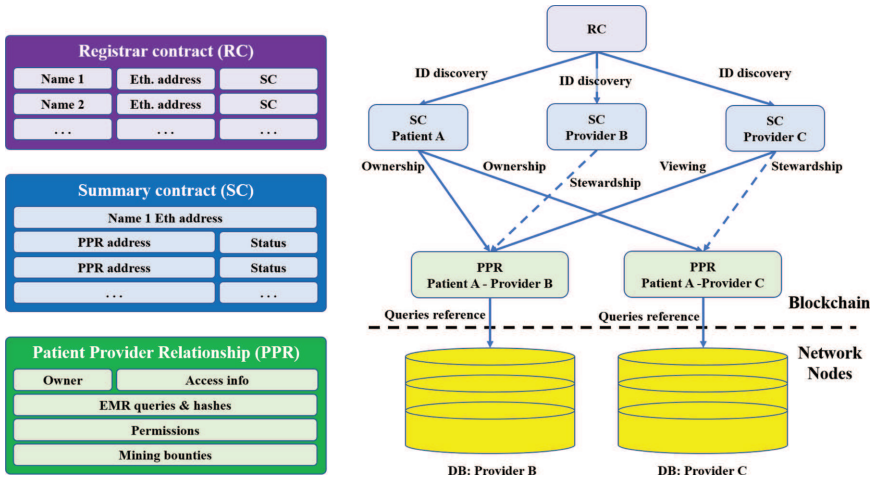 Registrar contract (RC)
Name 1 Eth. address SC
Name 2 Eth. address SC
. . . . . . . . .
Summary contract (SC)
Name 1 Eth address
PPR address Status
PPR address Status
. . . . . .
Patient Provider Relationship (PPR)
Owner Access info
EMR queries & hashes
Permissions
Mining bounties
RC
ID discovery ID discovery ID discovery
SC
Patient A
SC
Provider B
SC
Provider C
Ownership Ownership Stewardship Viewing Stewardship
PPR
Patient A - Provider B
PPR
Patient A -Provider C
Blockchain
Queries reference Queries reference
Network
Nodes
DB: Provider B DB: Provider C